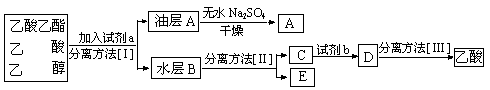 乙酸乙酯
乙 酸
乙 醇
加入试剂a
分离方法[I]
油层A
无水Na₂SO₄
干燥
A
水层B
分离方法[II]
C
E
试剂b
D
分离方法[III]
乙酸